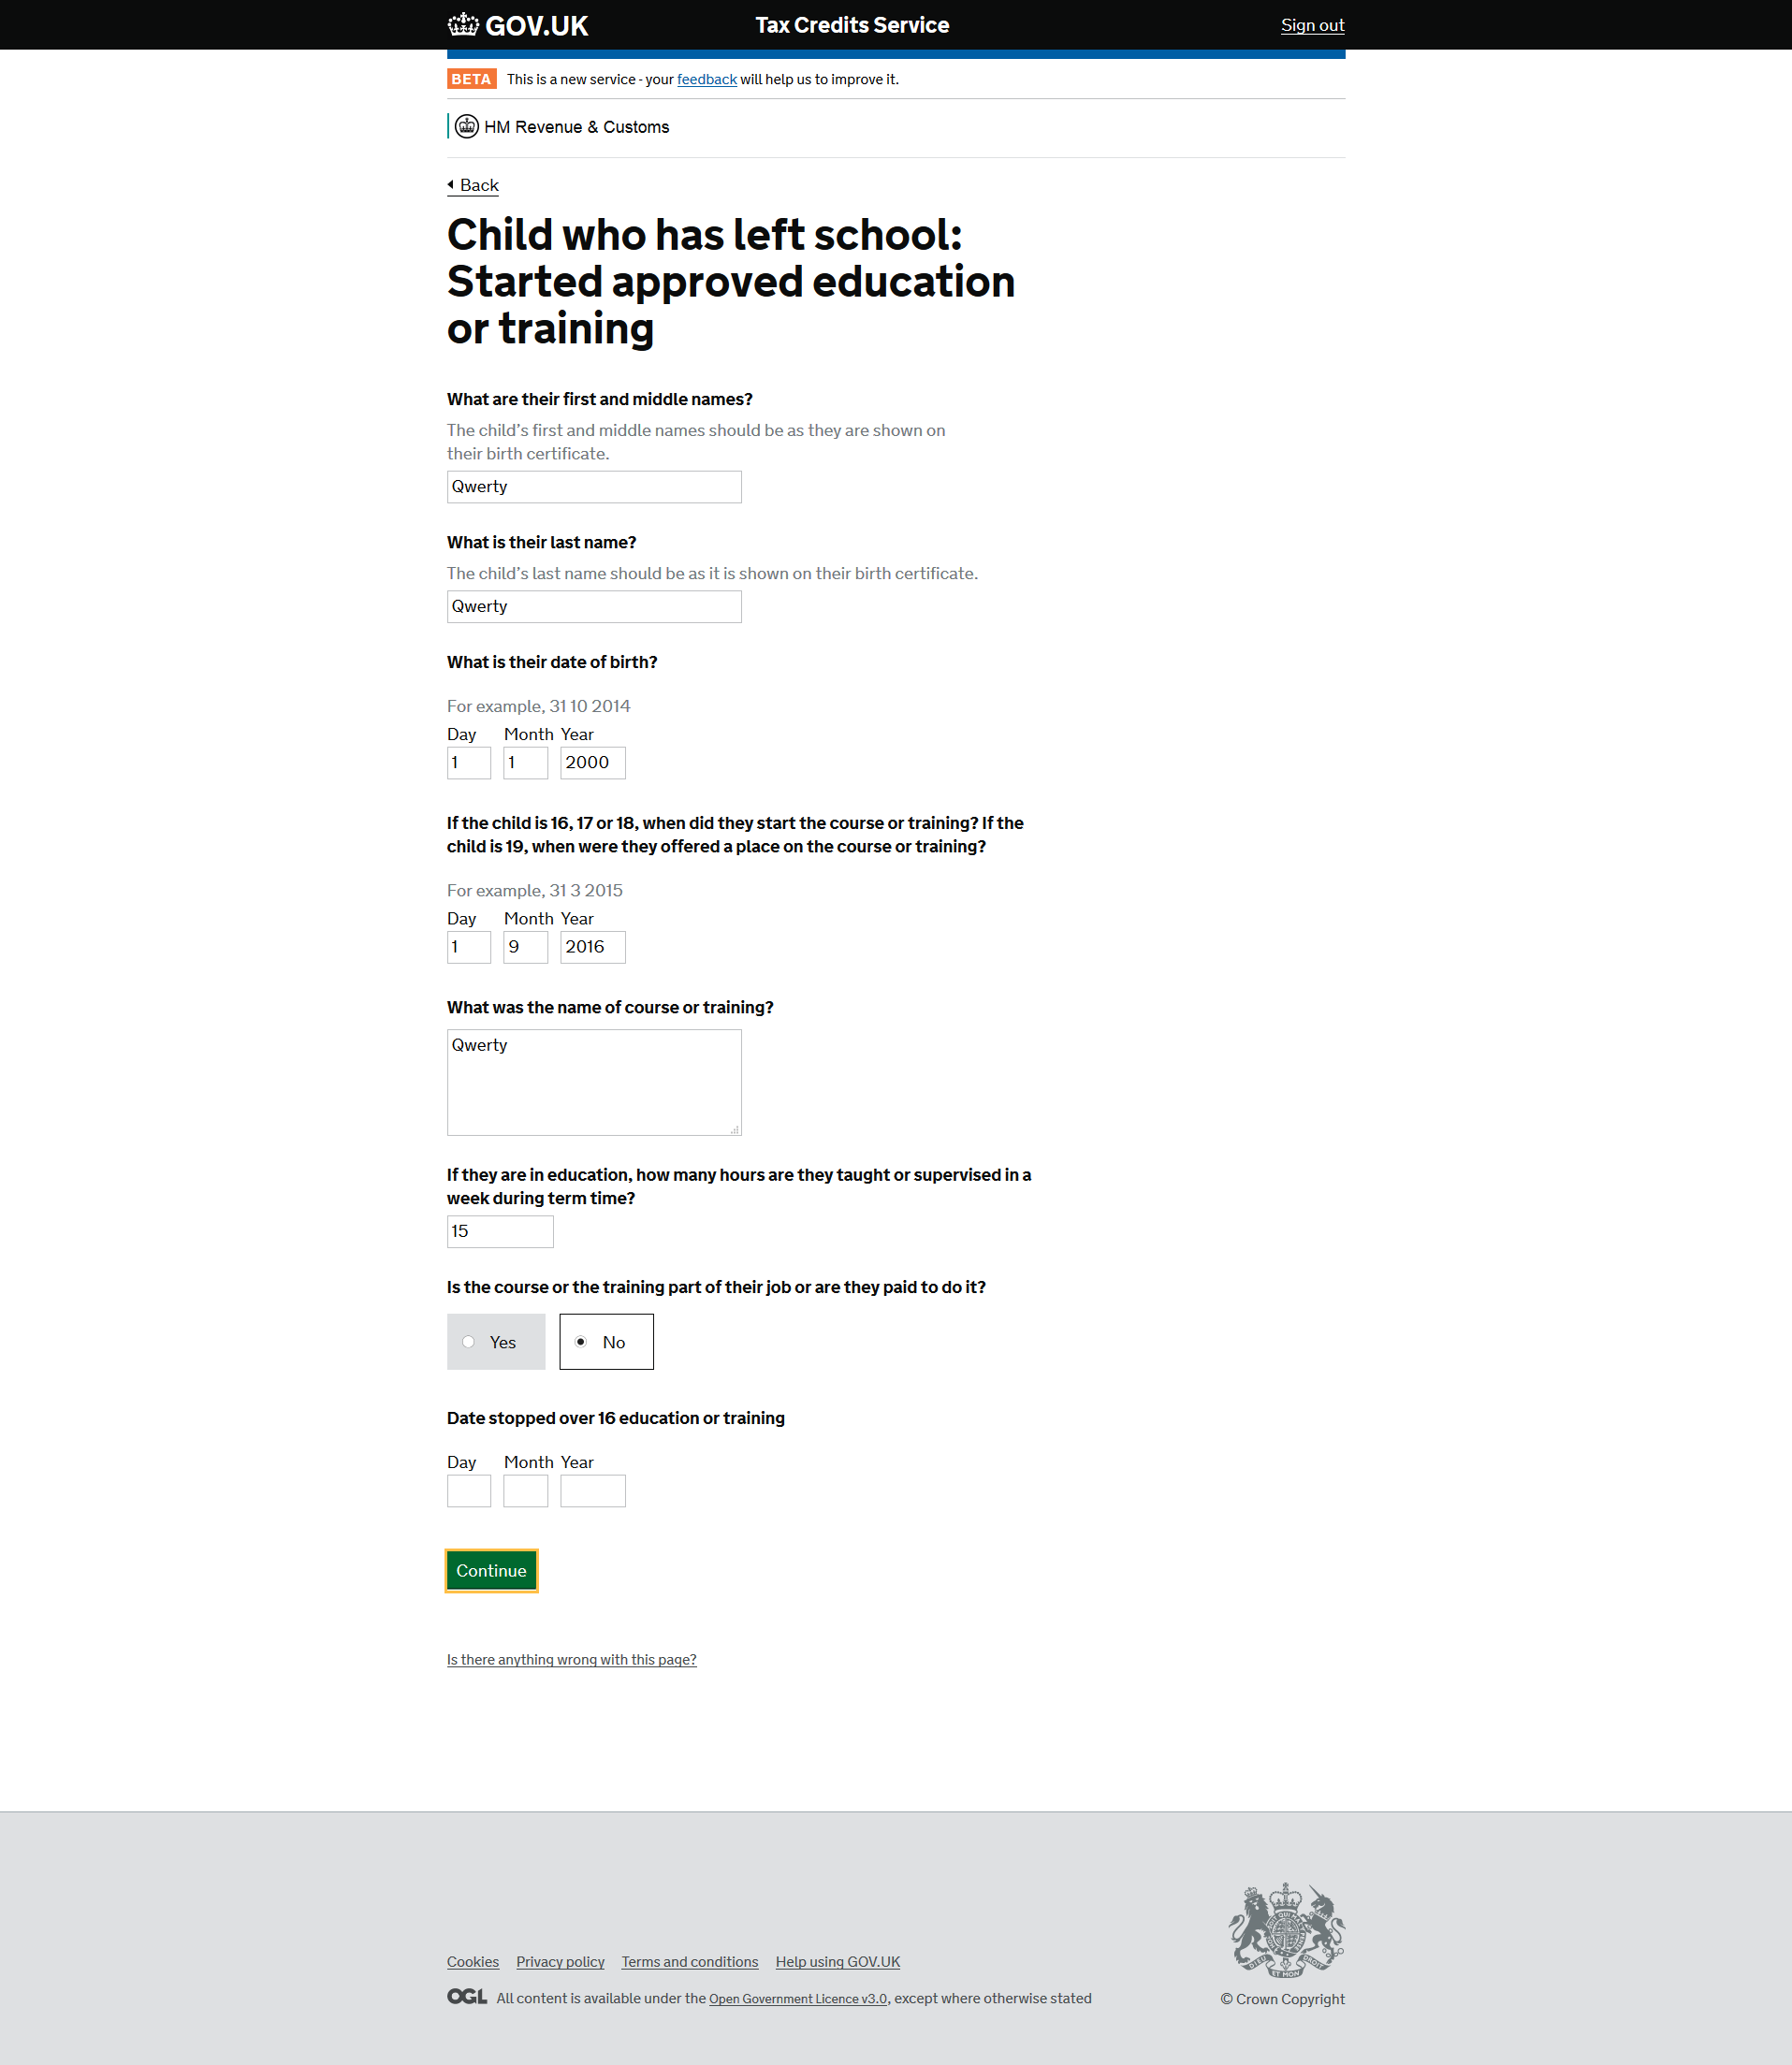 GOV.UK
Tax Credits Service
Sign out
BETA This is a new service - your feedback will help us to improve it.
HM Revenue & Customs
Back
Child who has left school:
Started approved education
or training
What are their first and middle names?
The child’s first and middle names should be as they are shown on
their birth certificate.
Qwerty
What is their last name?
The child’s last name should be as it is shown on their birth certificate.
Qwerty
What is their date of birth?
For example, 31 10 2014
Day Month Year
1 1 2000
If the child is 16, 17 or 18, when did they start the course or training? If the
child is 19, when were they offered a place on the course or training?
For example, 31 3 2015
Day Month Year
1 9 2016
What was the name of course or training?
Qwerty
If they are in education, how many hours are they taught or supervised in a
week during term time?
15
Is the course or the training part of their job or are they paid to do it?
Yes No
Date stopped over 16 education or training
Day Month Year
Continue
Is there anything wrong with this page?
Cookies Privacy policy Terms and conditions Help using GOV.UK
OGL All content is available under the Open Government Licence v3.0, except where otherwise stated
© Crown Copyright